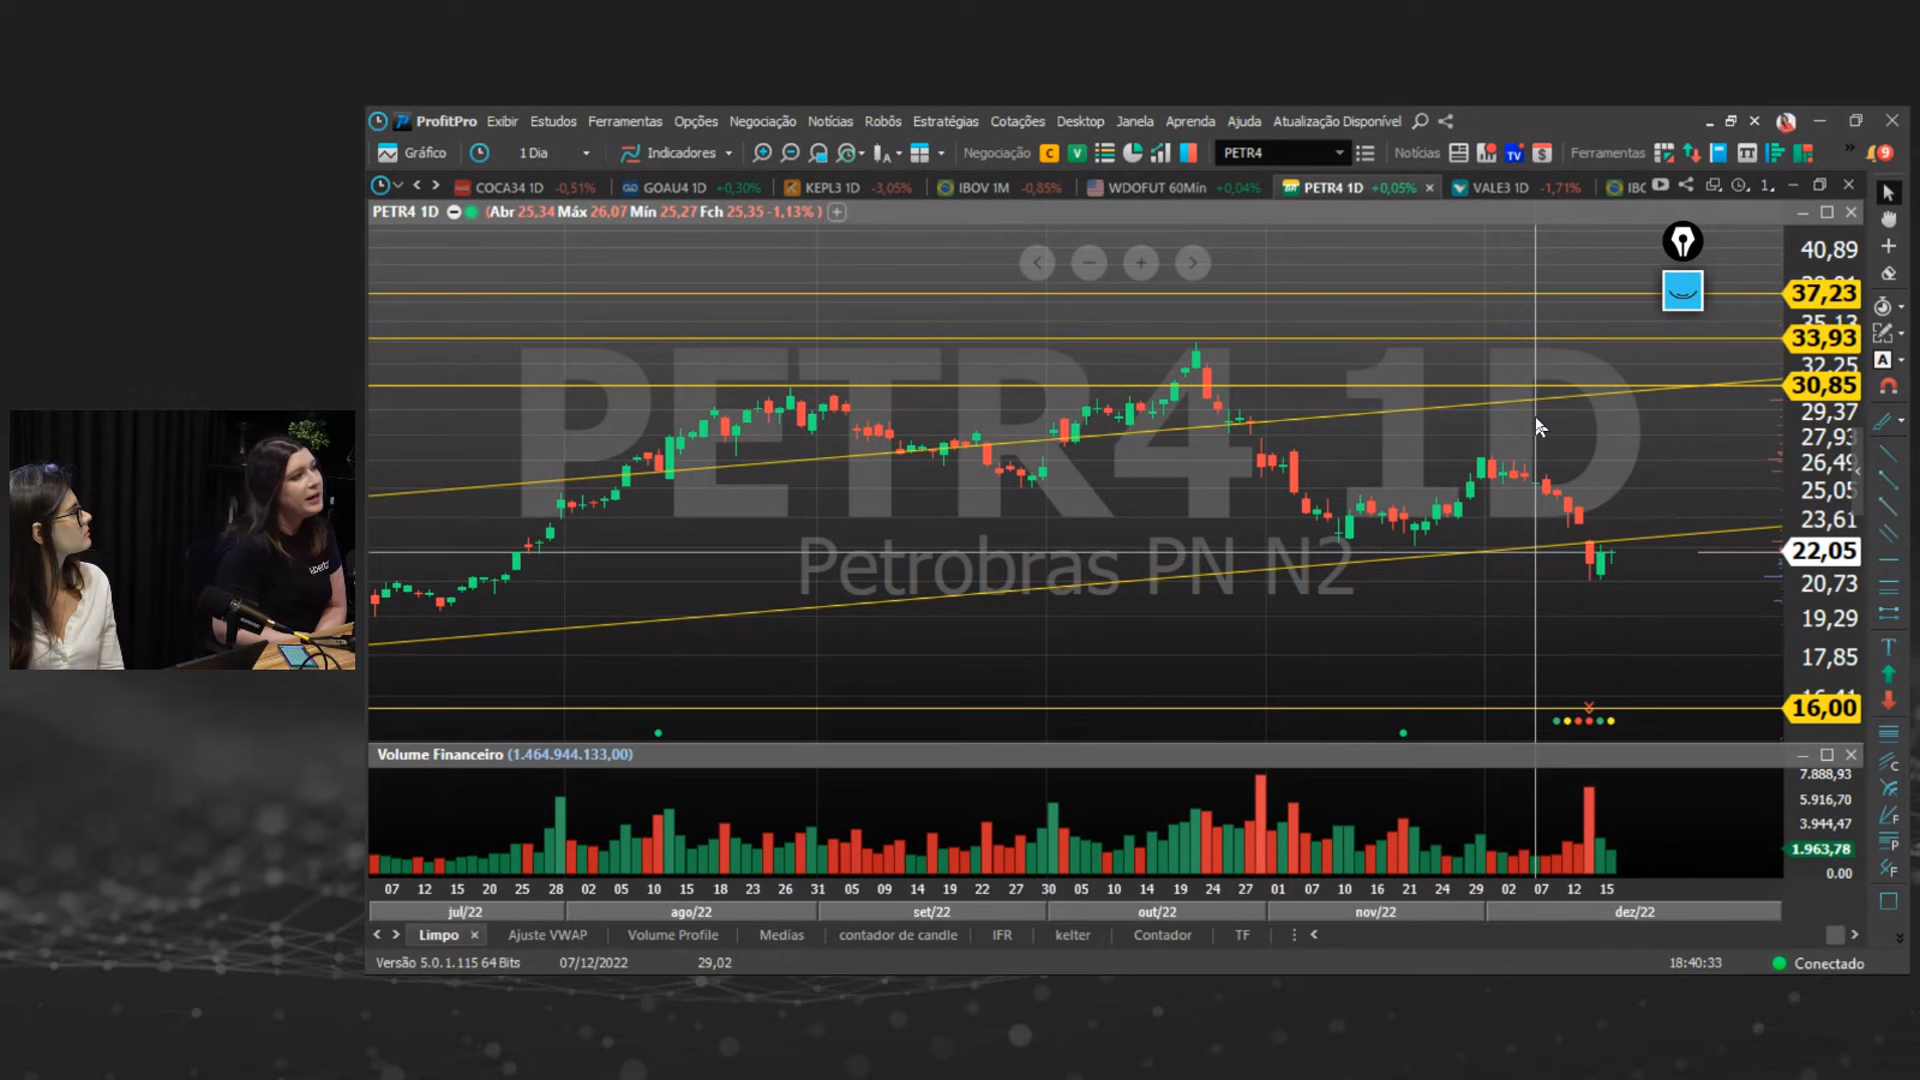 ProfitPro Exibir Estudos Ferramentas Opções Negociação Notícias Robôs Estratégias Cotações Desktop Janela Aprenda Ajuda Atualização Disponível
Gráfico 1 Dia Indicadores A Negociação C V PETR4 Notícias TV $ Ferramentas 9
COCA34 1D -0,51% GOAU4 1D +0,30% KEPL3 1D -3,05% IBOV 1M -0,85% WDOFUT 60Min +0,04% PETR4 1D +0,05% VALE3 1D -1,71% IBC 1
PETR4 1D (Abr 25,34 Máx 26,07 Mín 25,27 Fch 25,35 -1,13% )
40,89
37,23
35,13
33,93
32,25
30,85
29,37
27,93
26,49
25,05
23,61
22,05
20,73
19,29
17,85
16,00
PETR4 1D
Petrobras PN N2
Volume Financeiro (1.464.944.133,00)
7.888,93
5.916,70
3.944,47
1.963,78
0.00
07 12 15 20 25 28 02 05 10 15 18 23 26 31 05 09 14 19 22 27 30 05 10 14 19 24 27 01 07 10 16 21 24 29 02 07 12 15
jul/22 ago/22 set/22 out/22 nov/22 dez/22
Limpo Ajuste VWAP Volume Profile Medias contador de candle IFR kelter Contador TF
Versão 5.0.1.115 64 Bits 07/12/2022 29,02 18:40:33 Conectado